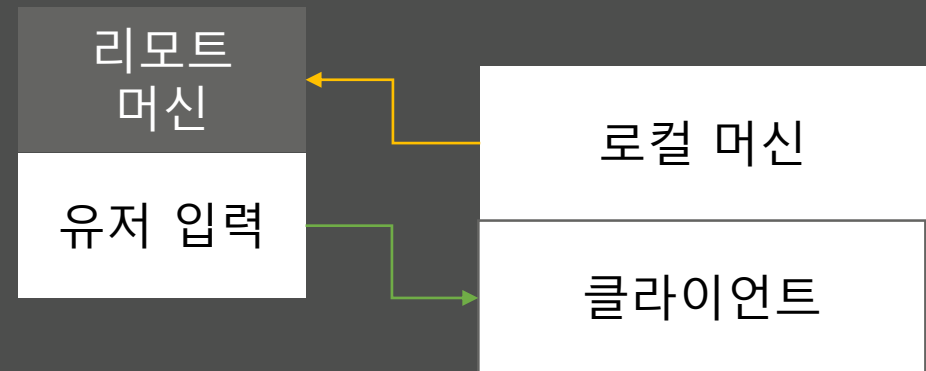 리모트
머신
로컬 머신
유저 입력
클라이언트